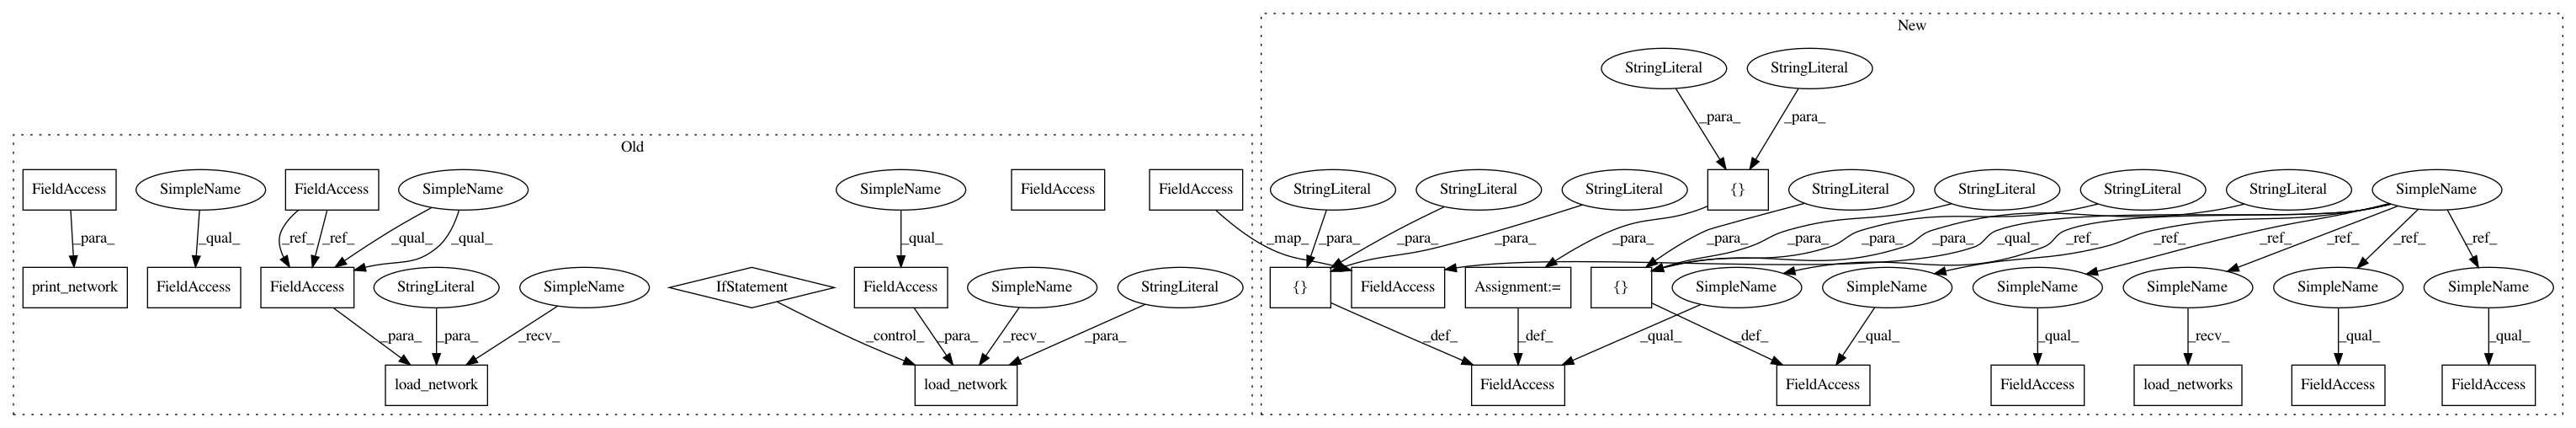 New
StringLiteral StringLiteral
_para_ _para_
Old
FieldAccess SimpleName FieldAccess SimpleName SimpleName FieldAccess FieldAccess StringLiteral StringLiteral StringLiteral {} StringLiteral StringLiteral StringLiteral StringLiteral SimpleName
_para_ _qual_ _ref_ _ref_ _qual_ _qual_ _qual_ _map_ _para_ _para_ _para_ _para_ _para_ _para_ _para_ _para_ _qual_ _ref_ _ref_ _ref_ _ref_ _ref_ _ref_
print_network FieldAccess FieldAccess StringLiteral SimpleName IfStatement FieldAccess SimpleName StringLiteral {} FieldAccess Assignment:= {} SimpleName SimpleName SimpleName SimpleName SimpleName SimpleName
_para_ _para_ _recv_ _control_ _para_ _recv_ _para_ _def_ _def_ _qual_ _def_ _qual_ _qual_ _recv_ _qual_ _qual_
load_network load_network FieldAccess FieldAccess FieldAccess load_networks FieldAccess FieldAccess